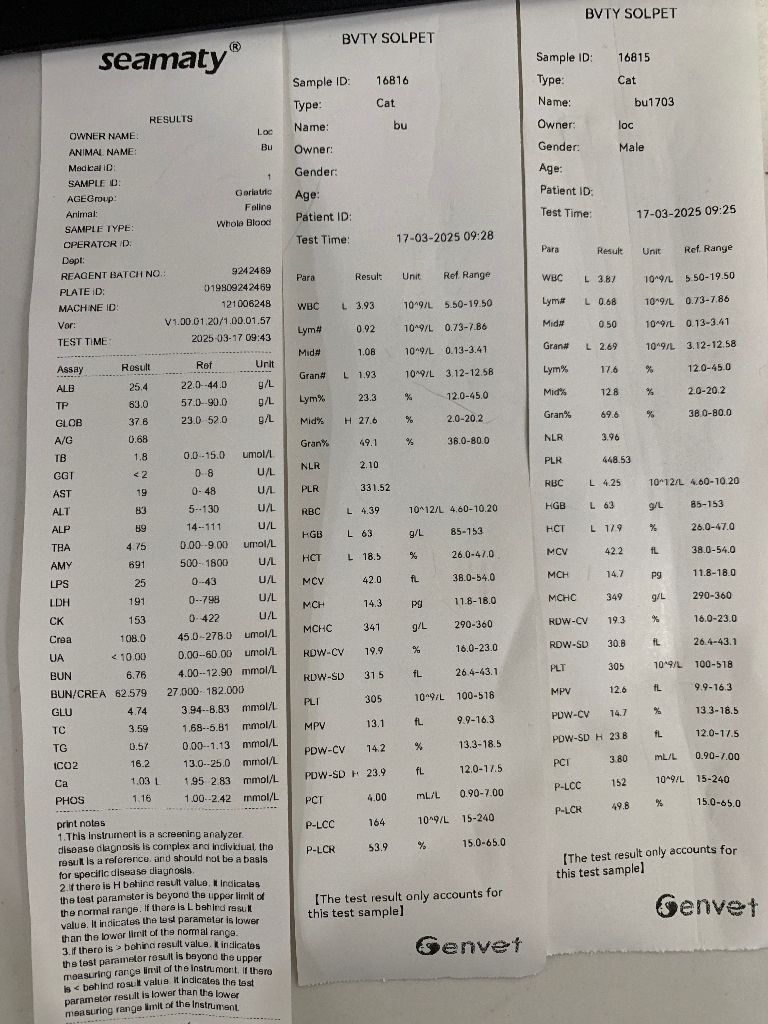 seamaty®
RESULTS
OWNER NAME: Loc
ANIMAL NAME: Bu
Medical ID:
SAMPLE ID: 1
AGEGroup: Geriatric
Animal: Feline
SAMPLE TYPE: Whole Blood
OPERATOR ID:
Dept:
REAGENT BATCH NO.: 9242469
PLATE ID: 019809242469
MACHINE ID: 121006248
Ver: V1.00.01.20/1.00.01.57
TEST TIME: 2025-03-17 09:43
Assay Result Ref Unit
ALB 25.4 22.0--44.0 g/L
TP 63.0 57.0--90.0 g/L
GLOB 37.6 23.0--52.0 g/L
A/G 0.68
TB 1.8 0.0--15.0 umol/L
GGT <2 0--8 U/L
AST 19 0--48 U/L
ALT 83 5--130 U/L
ALP 89 14--111 U/L
TBA 4.75 0.00--9.00 umol/L
AMY 691 500--1800 U/L
LPS 25 0--43 U/L
LDH 191 0--798 U/L
CK 153 0--422 U/L
Crea 108.0 45.0--278.0 umol/L
UA <10.00 0.00--60.00 umol/L
BUN 6.76 4.00--12.90 mmol/L
BUN/CREA 62.579 27.000--182.000
GLU 4.74 3.94--8.83 mmol/L
TC 3.59 1.68--5.81 mmol/L
TG 0.57 0.00--1.13 mmol/L
tCO2 16.2 13.0--25.0 mmol/L
Ca 1.03 L 1.95--2.83 mmol/L
PHOS 1.16 1.00--2.42 mmol/L
print notes
1.This instrument is a screening analyzer,
disease diagnosis is complex and individual, the
result is a reference, and should not be a basis
for specific disease diagnosis.
2.if there is H behind result value, it indicates
the test parameter is beyond the upper limit of
the normal range. if there is L behind result
value, it indicates the test parameter is lower
than the lower limit of the normal range.
3.if there is > behind result value, it indicates
the test parameter result is beyond the upper
measuring range limit of the instrument. if there
is < behind result value, it indicates the test
parameter result is lower than the lower
measuring range limit of the instrument
BVTY SOLPET
Sample ID: 16816
Type: Cat
Name: bu
Owner:
Gender:
Age:
Patient ID:
Test Time: 17-03-2025 09:28
Para Result Unit Ref. Range
WBC L 3.93 10^9/L 5.50-19.50
Lym# 0.92 10^9/L 0.73-7.86
Mid# 1.08 10^9/L 0.13-3.41
Gran# L 1.93 10^9/L 3.12-12.58
Lym% 23.3 % 12.0-45.0
Mid% H 27.6 % 2.0-20.2
Gran% 49.1 % 38.0-80.0
NLR 2.10
PLR 331.52
RBC L 4.39 10^12/L 4.60-10.20
HGB L 63 g/L 85-153
HCT L 18.5 % 26.0-47.0
MCV 42.0 fL 38.0-54.0
MCH 14.3 pg 11.8-18.0
MCHC 341 g/L 290-360
RDW-CV 19.9 % 16.0-23.0
RDW-SD 31.5 fL 26.4-43.1
PLT 305 10^9/L 100-518
MPV 13.1 fL 9.9-16.3
PDW-CV 14.2 % 13.3-18.5
PDW-SD H 23.9 fL 12.0-17.5
PCT 4.00 mL/L 0.90-7.00
P-LCC 164 10^9/L 15-240
P-LCR 53.9 % 15.0-65.0
[The test result only accounts for
this test sample]
Genvet
BVTY SOLPET
Sample ID: 16815
Type: Cat
Name: bu1703
Owner: loc
Gender: Male
Age:
Patient ID:
Test Time: 17-03-2025 09:25
Para Result Unit Ref. Range
WBC L 3.87 10^9/L 5.50-19.50
Lym# L 0.68 10^9/L 0.73-7.86
Mid# 0.50 10^9/L 0.13-3.41
Gran# L 2.69 10^9/L 3.12-12.58
Lym% 17.6 % 12.0-45.0
Mid% 12.8 % 2.0-20.2
Gran% 69.6 % 38.0-80.0
NLR 3.96
PLR 448.53
RBC L 4.25 10^12/L 4.60-10.20
HGB L 63 g/L 85-153
HCT L 17.9 % 26.0-47.0
MCV 42.2 fL 38.0-54.0
MCH 14.7 pg 11.8-18.0
MCHC 349 g/L 290-360
RDW-CV 19.3 % 16.0-23.0
RDW-SD 30.8 fL 26.4-43.1
PLT 305 10^9/L 100-518
MPV 12.6 fL 9.9-16.3
PDW-CV 14.7 % 13.3-18.5
PDW-SD H 23.8 fL 12.0-17.5
PCT 3.80 mL/L 0.90-7.00
P-LCC 152 10^9/L 15-240
P-LCR 49.8 % 15.0-65.0
[The test result only accounts for
this test sample]
Genvet